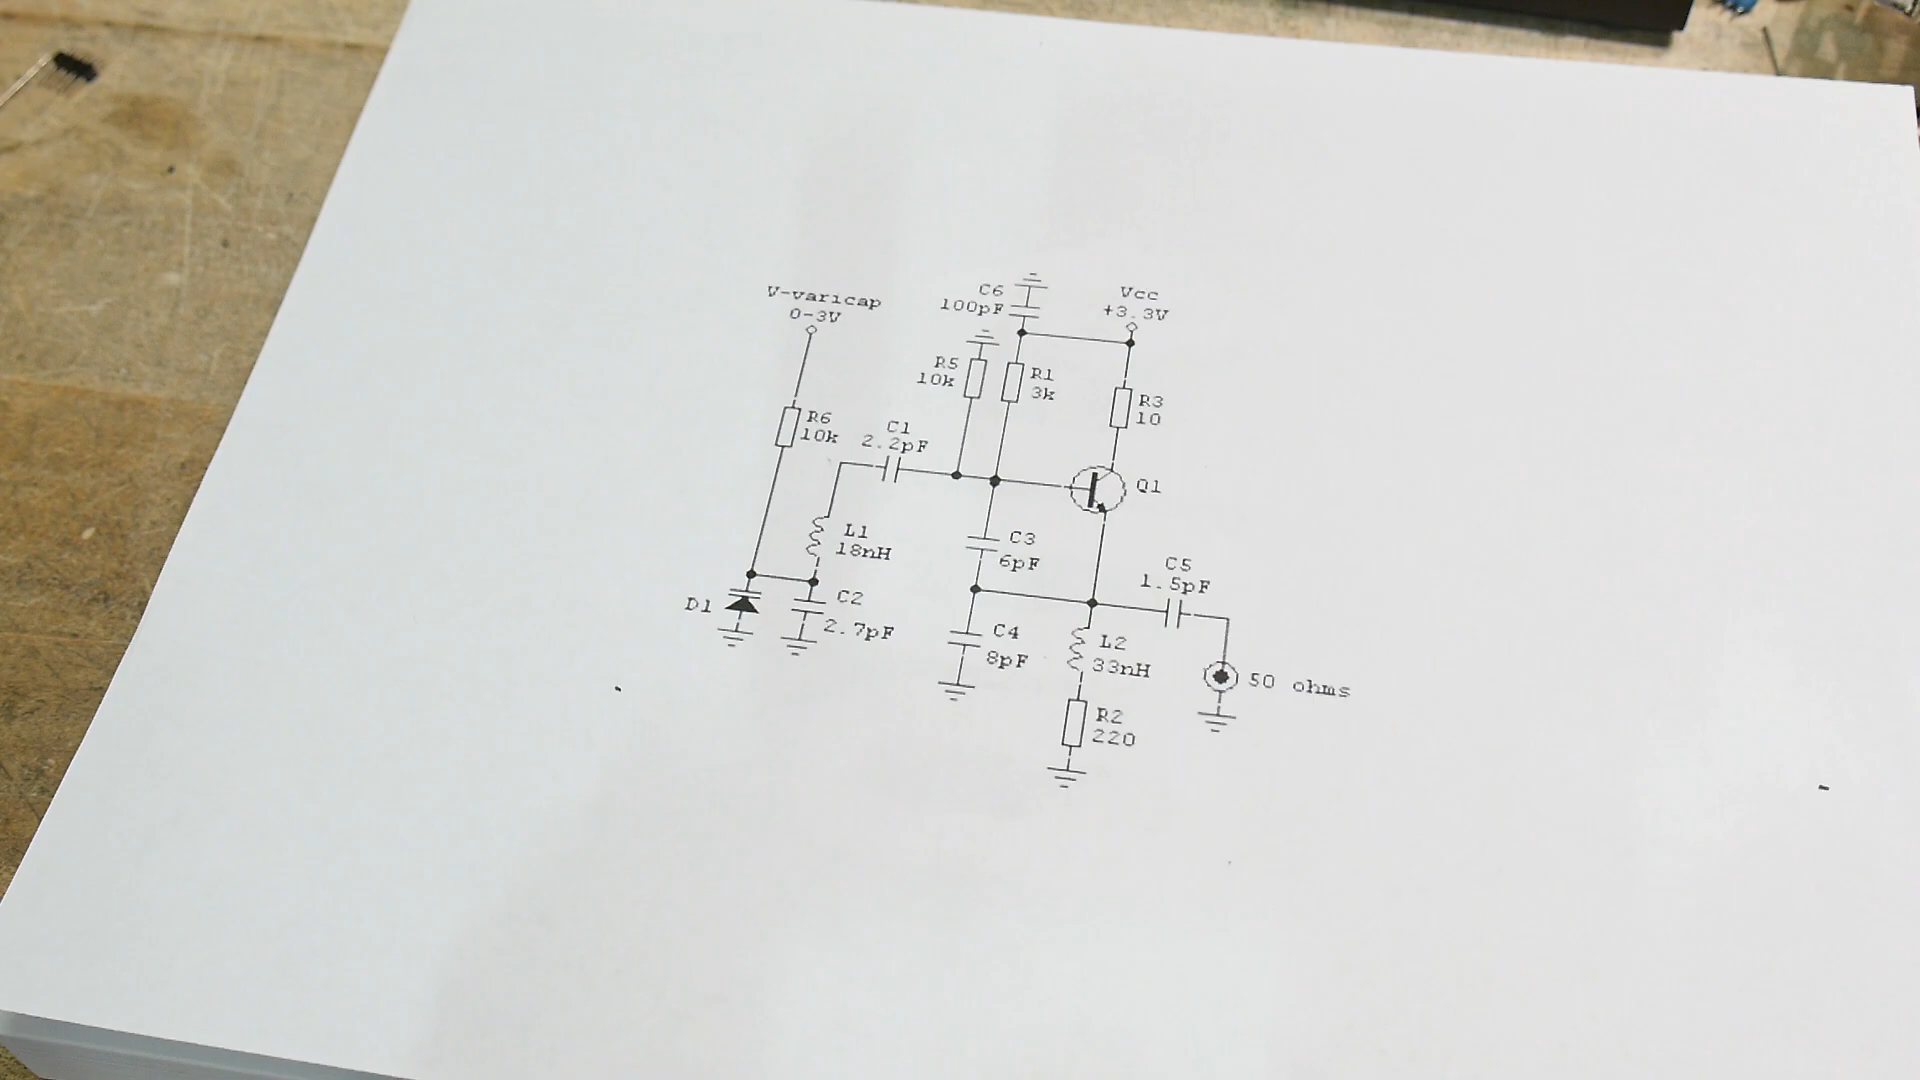 V-varicap
0-3V
C6
100pF
Vcc
+3.3V
R5
10k
R1
3k
R3
10
R6
10k
C1
2.2pF
Q1
L1
18nH
C3
6pF
C5
1.5pF
D1
C2
2.7pF
C4
8pF
L2
33nH
50 ohms
R2
220